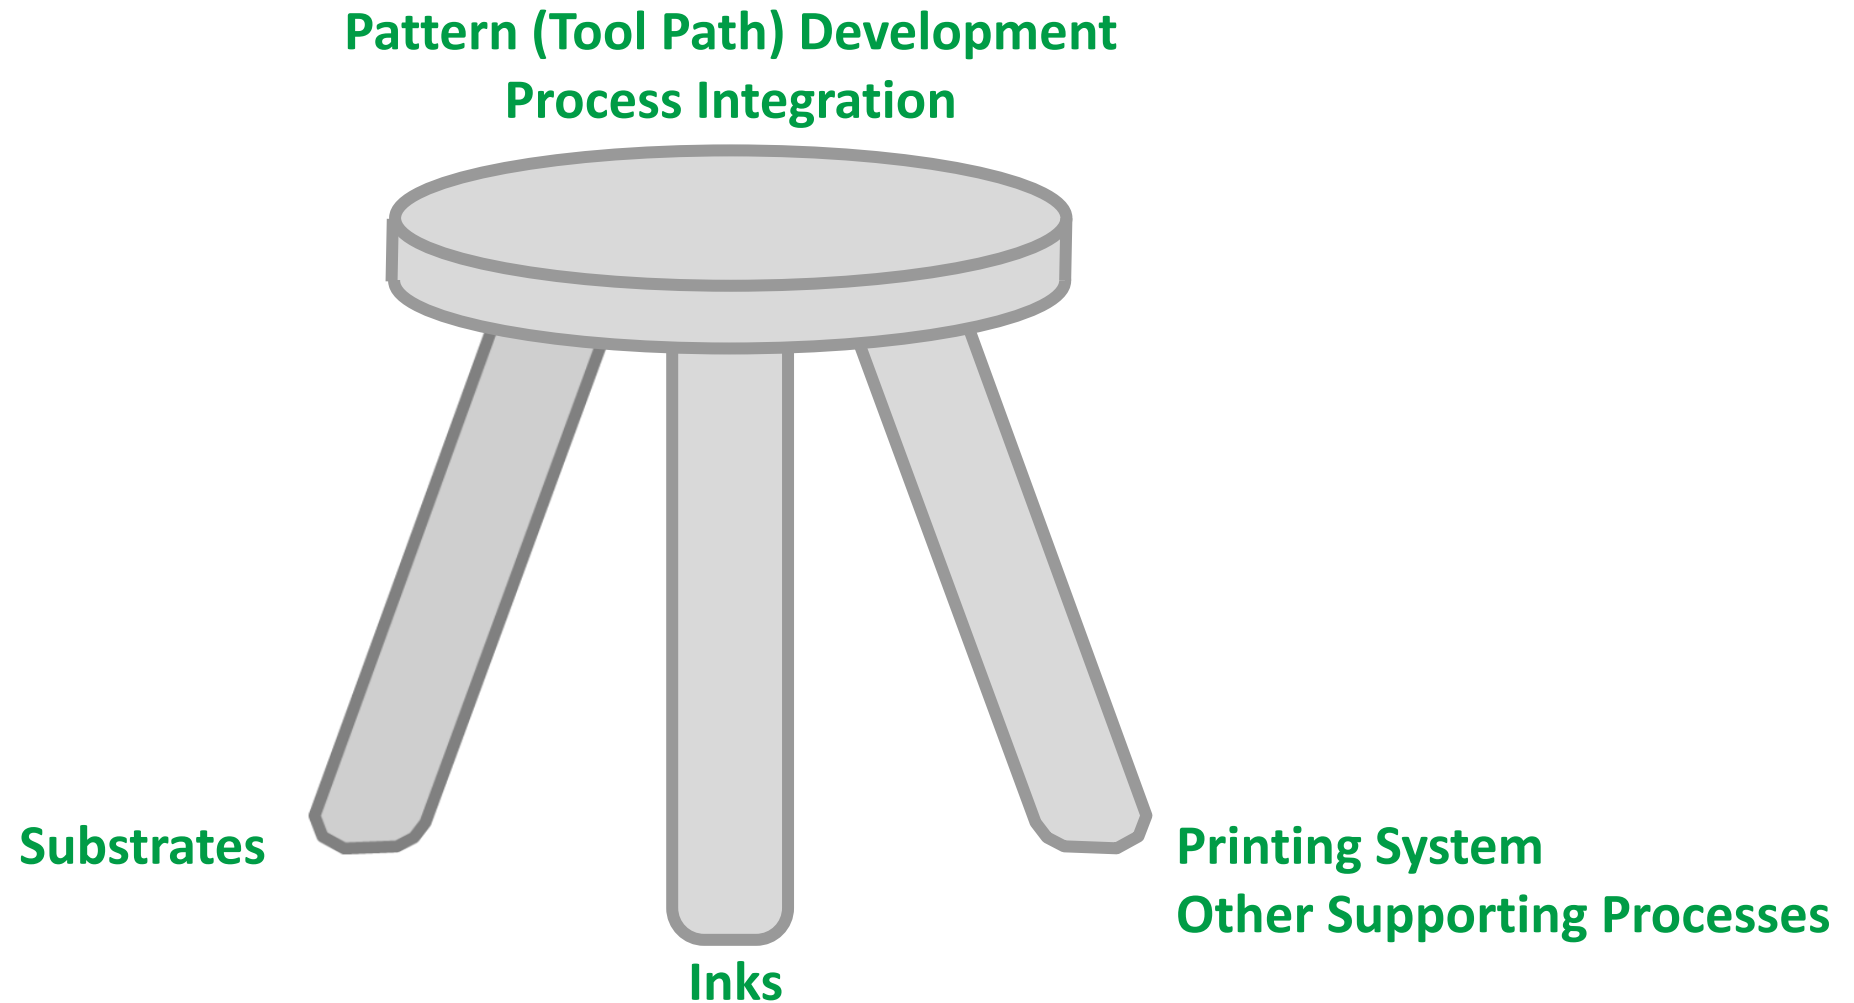 Pattern (Tool Path) Development
Process Integration
Substrates
Printing System
Other Supporting Processes
Inks